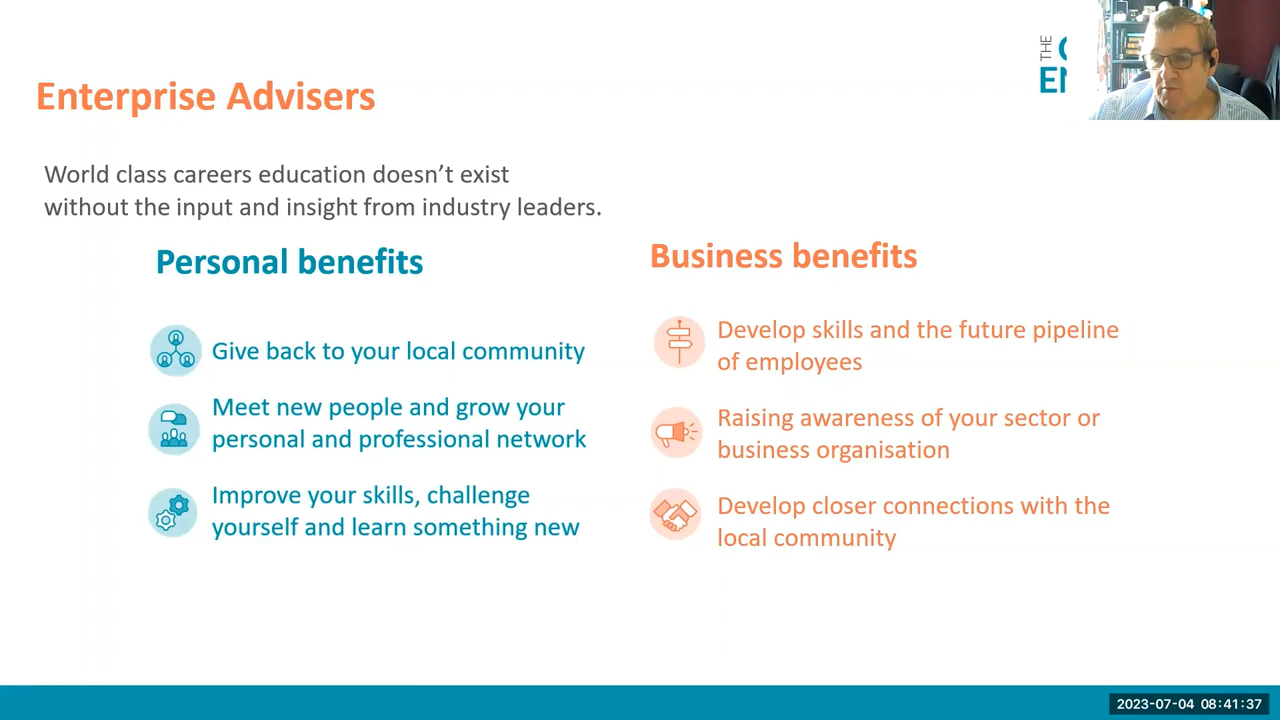 Enterprise Advisers
THE
World class careers education doesn’t exist
without the input and insight from industry leaders.
Personal benefits
Give back to your local community
Meet new people and grow your
personal and professional network
Improve your skills, challenge
yourself and learn something new
Business benefits
Develop skills and the future pipeline
of employees
Raising awareness of your sector or
business organisation
Develop closer connections with the
local community
2023-07-04 08:41:37